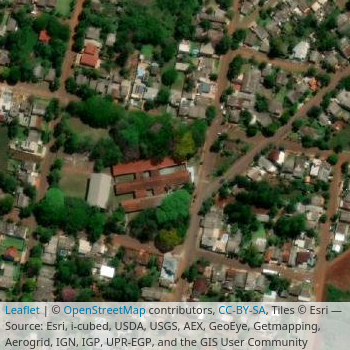 Leaflet | © OpenStreetMap contributors, CC-BY-SA, Tiles © Esri —
Source: Esri, i-cubed, USDA, USGS, AEX, GeoEye, Getmapping,
Aerogrid, IGN, IGP, UPR-EGP, and the GIS User Community